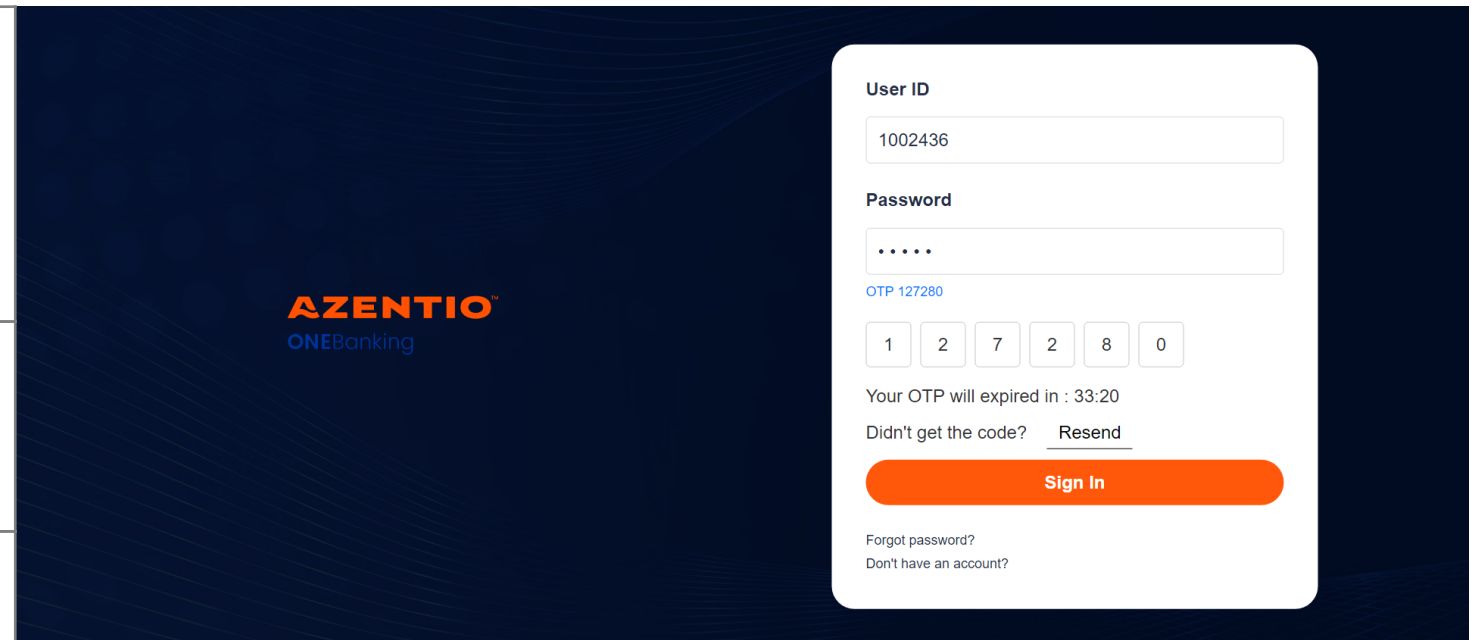 AZENTIO™
ONEBanking
User ID
1002436
Password
•••••
OTP 127280
1 2 7 2 8 0
Your OTP will expired in : 33:20
Didn't get the code? Resend
Sign In
Forgot password?
Don't have an account?